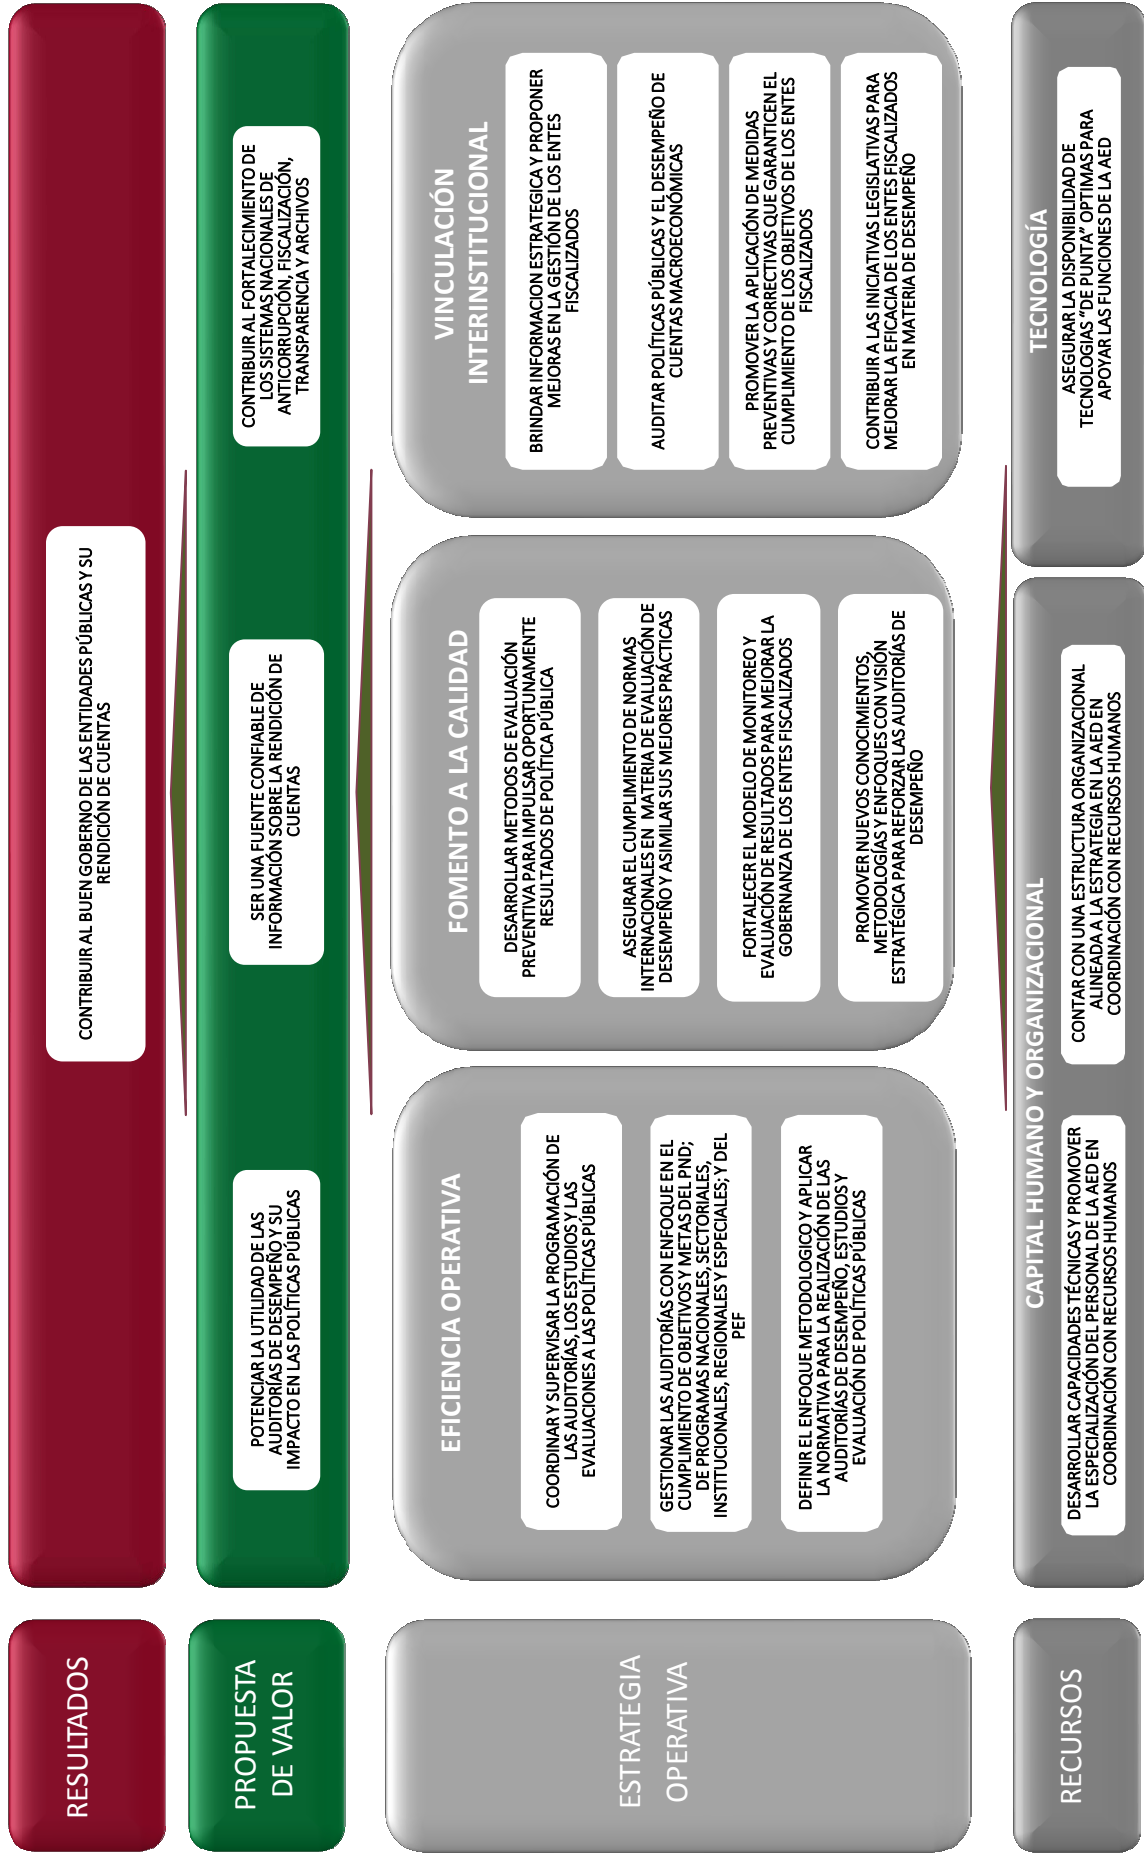 RESULTADOS
CONTRIBUIR AL BUEN GOBIERNO DE LAS ENTIDADES PÚBLICAS Y SU
RENDICIÓN DE CUENTAS
PROPUESTA
DE VALOR
POTENCIAR LA UTILIDAD DE LAS
AUDITORÍAS DE DESEMPEÑO Y SU
IMPACTO EN LAS POLÍTICAS PÚBLICAS
SER UNA FUENTE CONFIABLE DE
INFORMACIÓN SOBRE LA RENDICIÓN DE
CUENTAS
CONTRIBUIR AL FORTALECIMIENTO DE
LOS SISTEMAS NACIONALES DE
ANTICORRUPCIÓN, FISCALIZACIÓN,
TRANSPARENCIA Y ARCHIVOS
ESTRATEGIA
OPERATIVA
EFICIENCIA OPERATIVA
COORDINAR Y SUPERVISAR LA PROGRAMACIÓN DE
LAS AUDITORÍAS, LOS ESTUDIOS Y LAS
EVALUACIONES A LAS POLÍTICAS PÚBLICAS
GESTIONAR LAS AUDITORÍAS CON ENFOQUE EN EL
CUMPLIMIENTO DE OBJETIVOS Y METAS DEL PND;
DE PROGRAMAS NACIONALES, SECTORIALES,
INSTITUCIONALES, REGIONALES Y ESPECIALES; Y DEL
PEF
DEFINIR EL ENFOQUE METODOLOGICO Y APLICAR
LA NORMATIVA PARA LA REALIZACIÓN DE LAS
AUDITORÍAS DE DESEMPEÑO, ESTUDIOS Y
EVALUACIÓN DE POLÍTICAS PÚBLICAS
FOMENTO A LA CALIDAD
DESARROLLAR METODOS DE EVALUACIÓN
PREVENTIVA PARA IMPULSAR OPORTUNAMENTE
RESULTADOS DE POLÍTICA PÚBLICA
ASEGURAR EL CUMPLIMIENTO DE NORMAS
INTERNACIONALES EN MATERIA DE EVALUACIÓN DE
DESEMPEÑO Y ASIMILAR SUS MEJORES PRÁCTICAS
FORTALECER EL MODELO DE MONITOREO Y
EVALUACIÓN DE RESULTADOS PARA MEJORAR LA
GOBERNANZA DE LOS ENTES FISCALIZADOS
PROMOVER NUEVOS CONOCIMIENTOS,
METODOLOGÍAS Y ENFOQUES CON VISIÓN
ESTRATÉGICA PARA REFORZAR LAS AUDITORÍAS DE
DESEMPEÑO
VINCULACIÓN
INTERINSTITUCIONAL
BRINDAR INFORMACION ESTRATEGICA Y PROPONER
MEJORAS EN LA GESTIÓN DE LOS ENTES
FISCALIZADOS
AUDITAR POLÍTICAS PÚBLICAS Y EL DESEMPEÑO DE
CUENTAS MACROECONÓMICAS
PROMOVER LA APLICACIÓN DE MEDIDAS
PREVENTIVAS Y CORRECTIVAS QUE GARANTICEN EL
CUMPLIMIENTO DE LOS OBJETIVOS DE LOS ENTES
FISCALIZADOS
CONTRIBUIR A LAS INICIATIVAS LEGISLATIVAS PARA
MEJORAR LA EFICACIA DE LOS ENTES FISCALIZADOS
EN MATERIA DE DESEMPEÑO
RECURSOS
CAPITAL HUMANO Y ORGANIZACIONAL
DESARROLLAR CAPACIDADES TÉCNICAS Y PROMOVER
LA ESPECIALIZACIÓN DEL PERSONAL DE LA AED EN
COORDINACIÓN CON RECURSOS HUMANOS
CONTAR CON UNA ESTRUCTURA ORGANIZACIONAL
ALINEADA A LA ESTRATEGIA EN LA AED EN
COORDINACIÓN CON RECURSOS HUMANOS
TECNOLOGÍA
ASEGURAR LA DISPONIBILIDAD DE
TECNOLOGIAS “DE PUNTA” OPTIMAS PARA
APOYAR LAS FUNCIONES DE LA AED